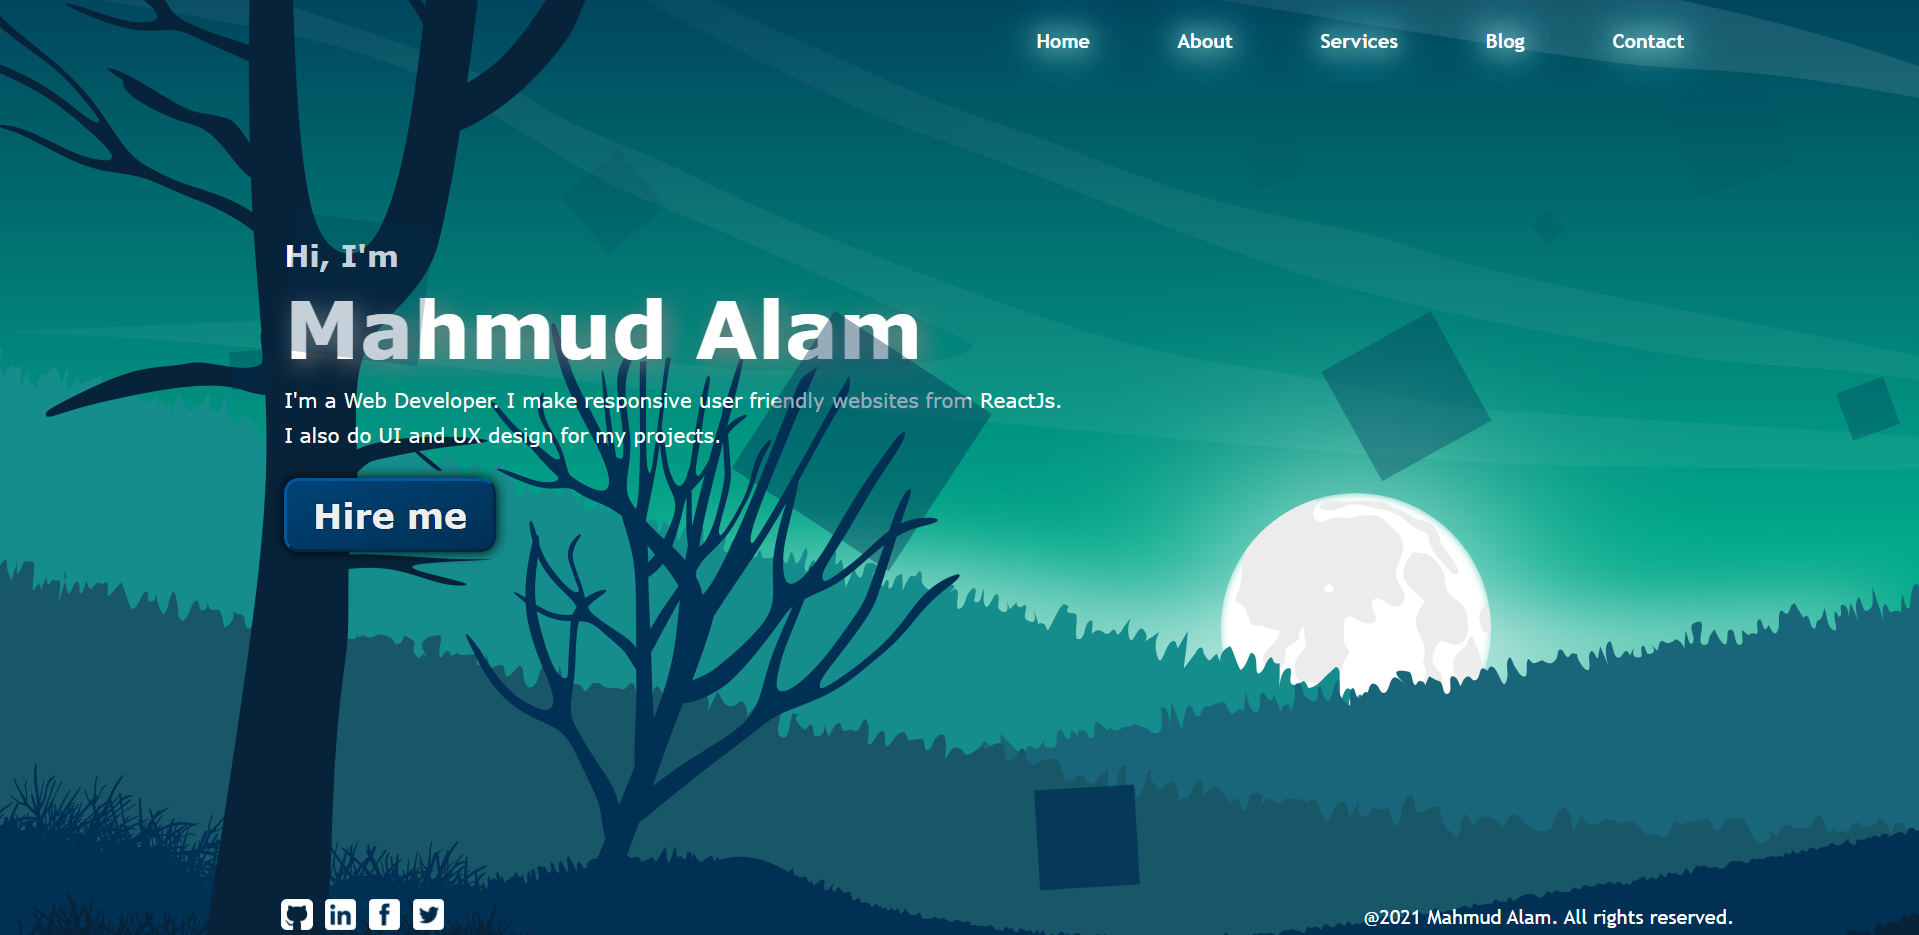 Home About Services Blog Contact
Hi, I'm
Mahmud Alam
I'm a Web Developer. I make responsive user friendly websites from ReactJs.
I also do UI and UX design for my projects.
Hire me
@2021 Mahmud Alam. All rights reserved.